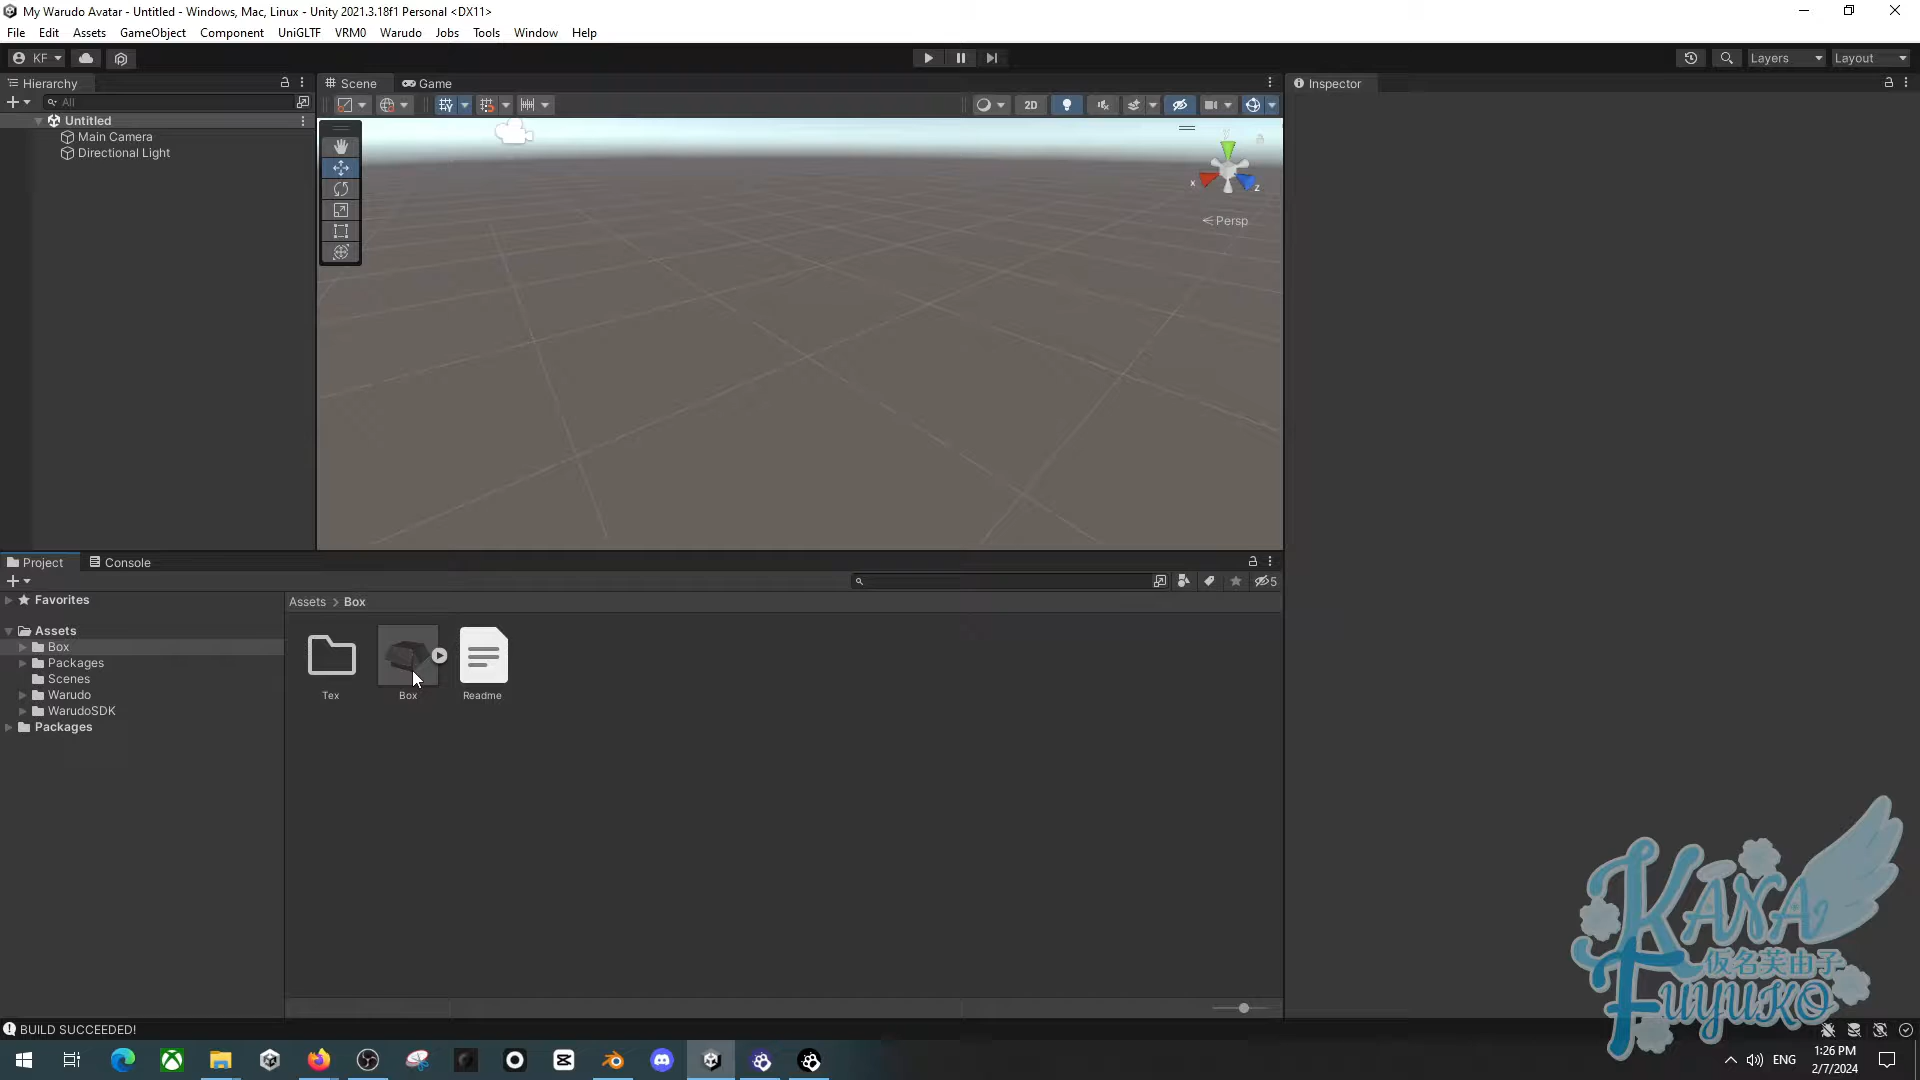 My Warudo Avatar - Untitled - Windows, Mac, Linux - Unity 2021.3.18f1 Personal <DX11>
File Edit Assets GameObject Component UniGLTF VRM0 Warudo Jobs Tools Window Help
KF Layers Layout
Hierarchy
All
Untitled
Main Camera
Directional Light
Scene Game
2D
y
x
z
Persp
Inspector
Project Console
5
Favorites
Assets
Box
Packages
Scenes
Warudo
WarudoSDK
Packages
Assets > Box
Tex
Box
Readme
KANA
仮名芙由子
FUYUKO
BUILD SUCCEEDED!
ENG
1:26 PM
2/7/2024